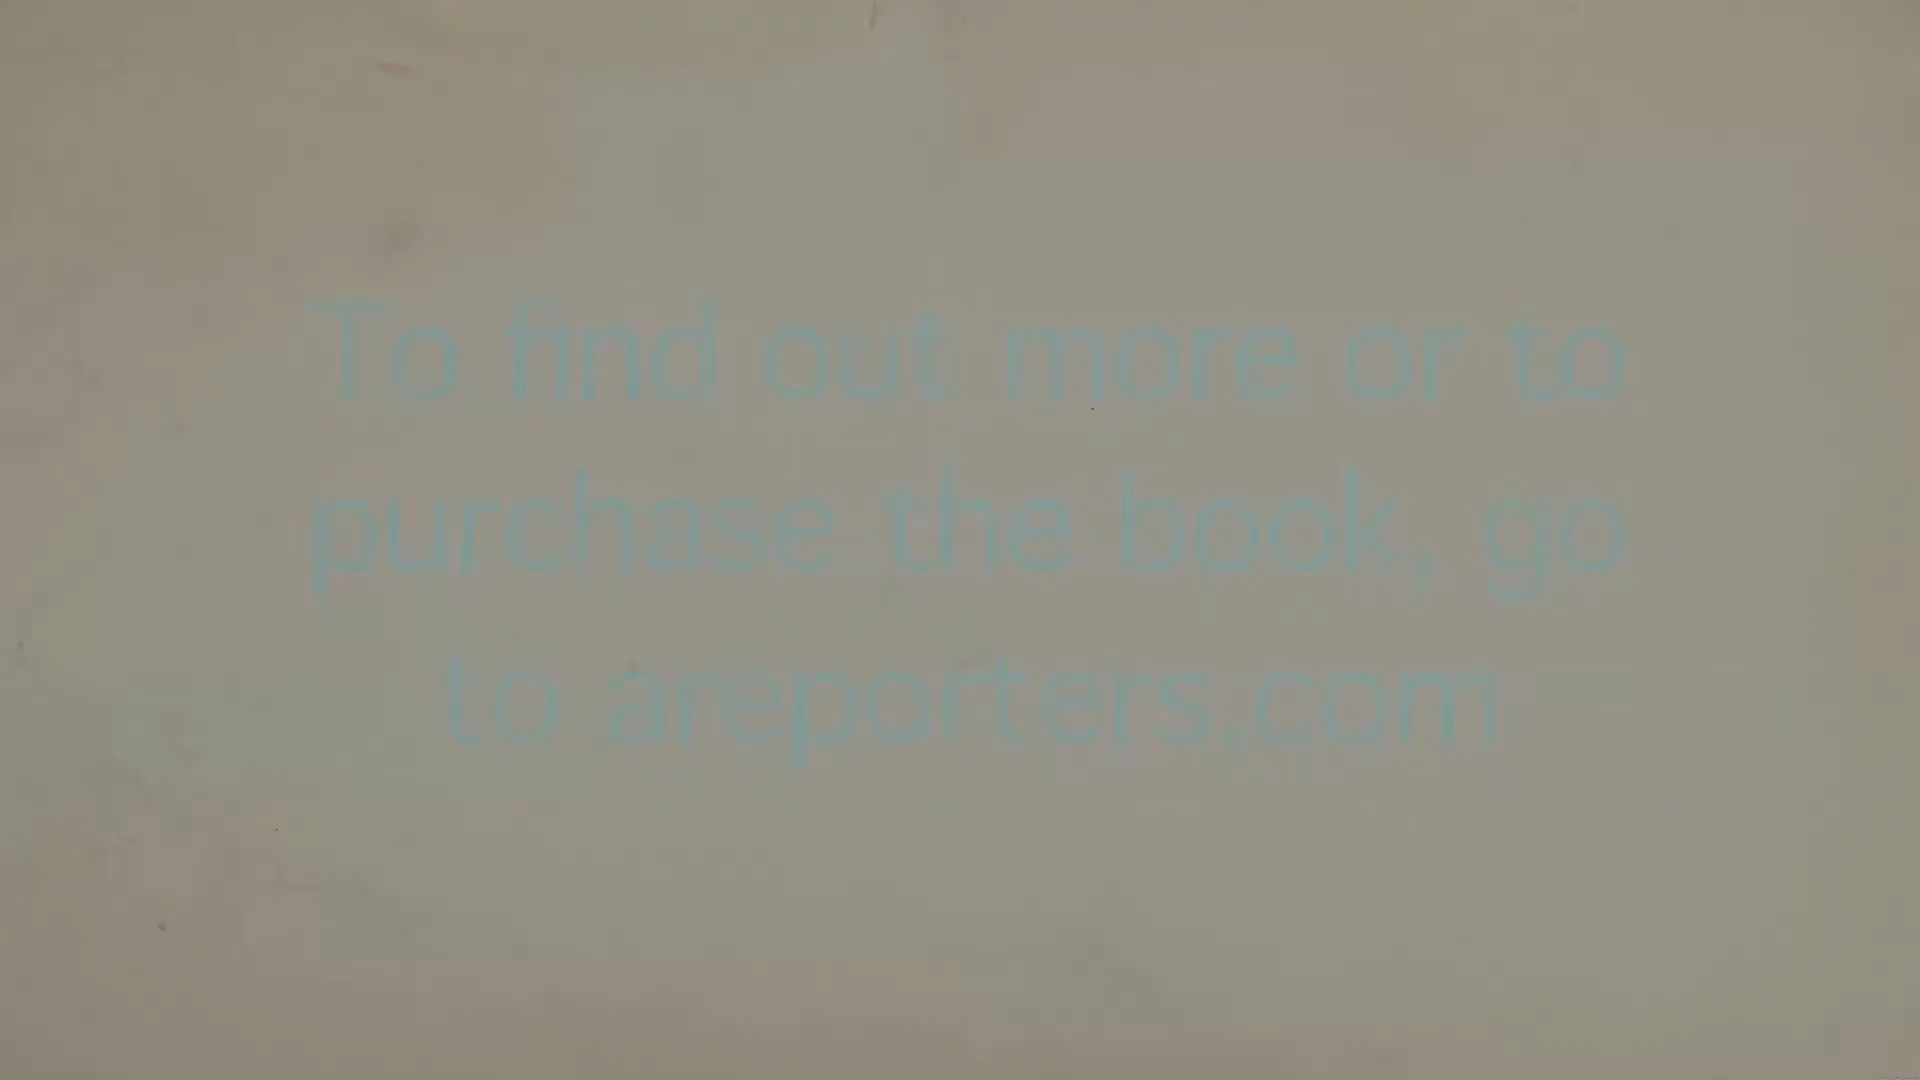 To find out more or to
purchase the book, go
to areporters.com